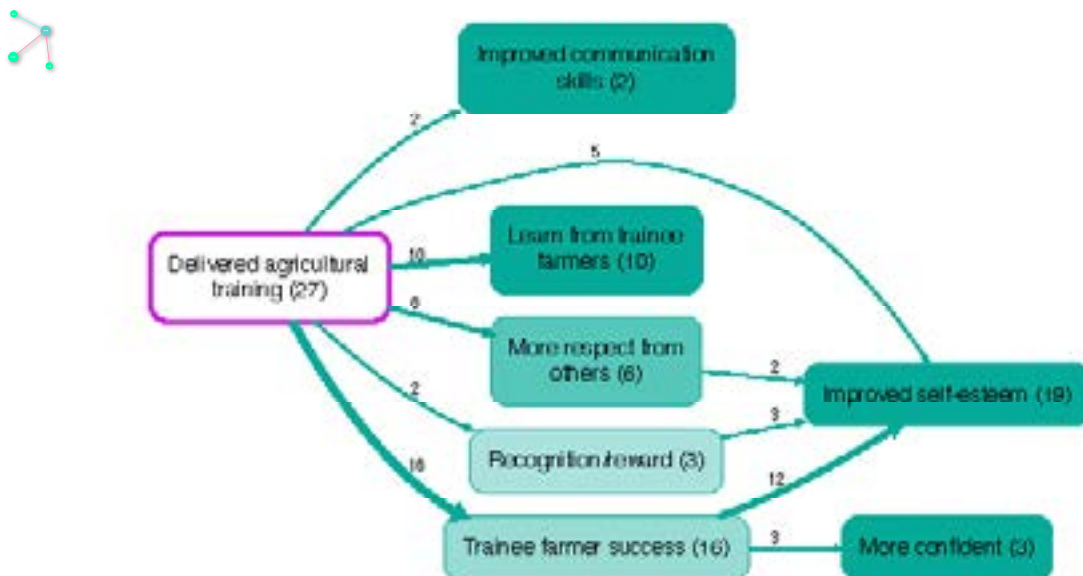 Improved communication
skills (2)
2
5
Delivered agricultural
training (27)
10
Learn from trainee
farmers (10)
6
More respect from
others (6)
2
Improved self-esteem (19)
2
3
Recognition/reward (3)
16
12
Trainee farmer success (16)
3
More confident (3)